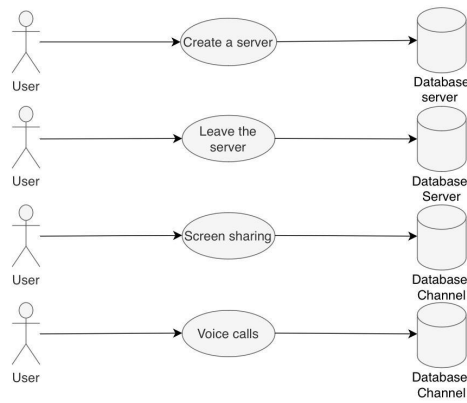 Create a server
User
Database
server
Leave the
server
User
Database
Server
Screen sharing
User
Database
Channel
Voice calls
User
Database
Channel